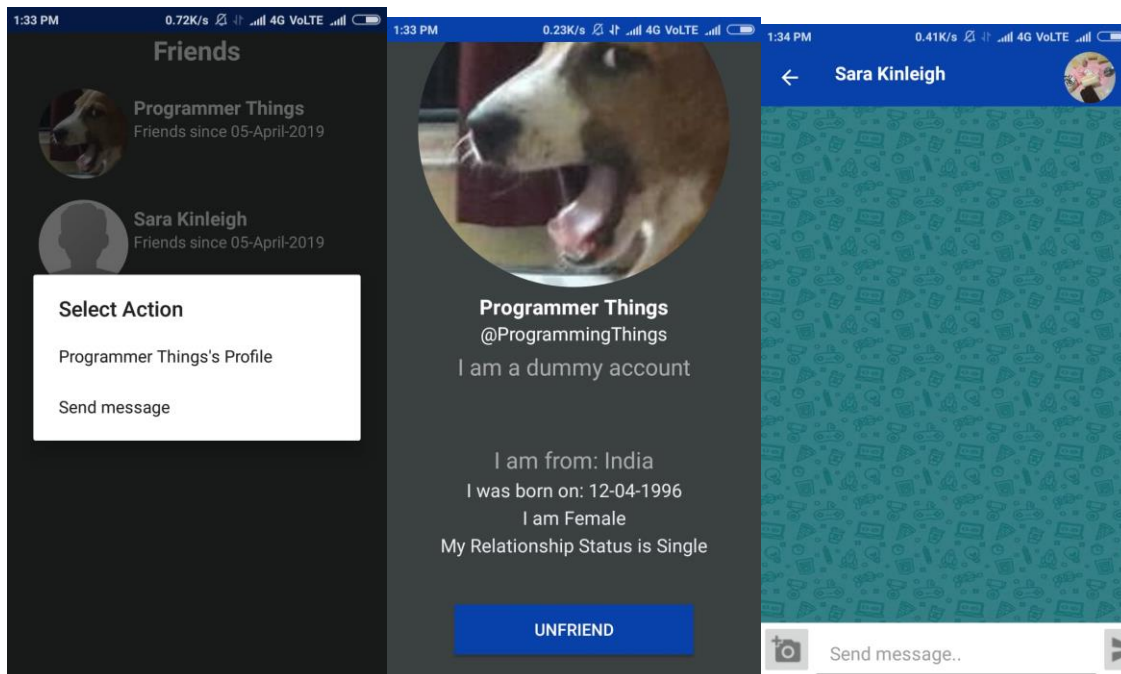 1:33 PM
0.72K/s 4G VoLTE
Friends
Programmer Things
Friends since 05-April-2019
Sara Kinleigh
Friends since 05-April-2019
Select Action
Programmer Things's Profile
Send message
1:33 PM
0.23K/s 4G VoLTE
Programmer Things
@ProgrammingThings
I am a dummy account
I am from: India
I was born on: 12-04-1996
I am Female
My Relationship Status is Single
UNFRIEND
1:34 PM
0.41K/s 4G VoLTE
Sara Kinleigh
Send message..